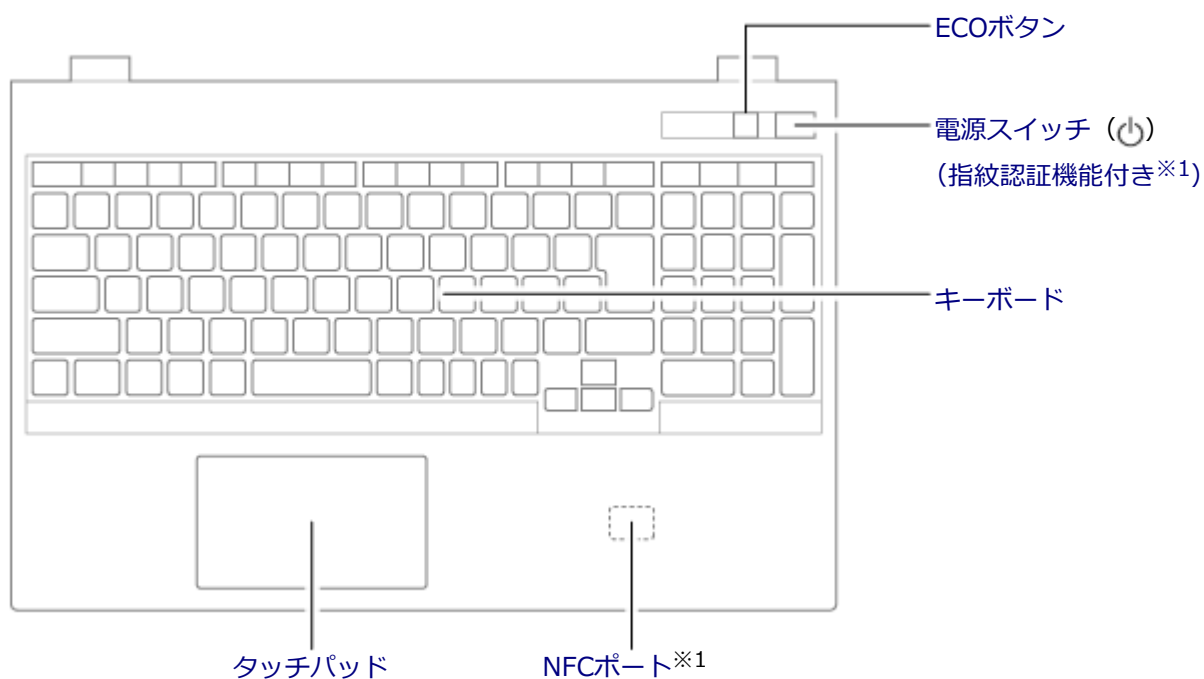 ECOボタン
電源スイッチ（⏻）
（指紋認証機能付き※1）
キーボード
タッチパッド
NFCポート※1